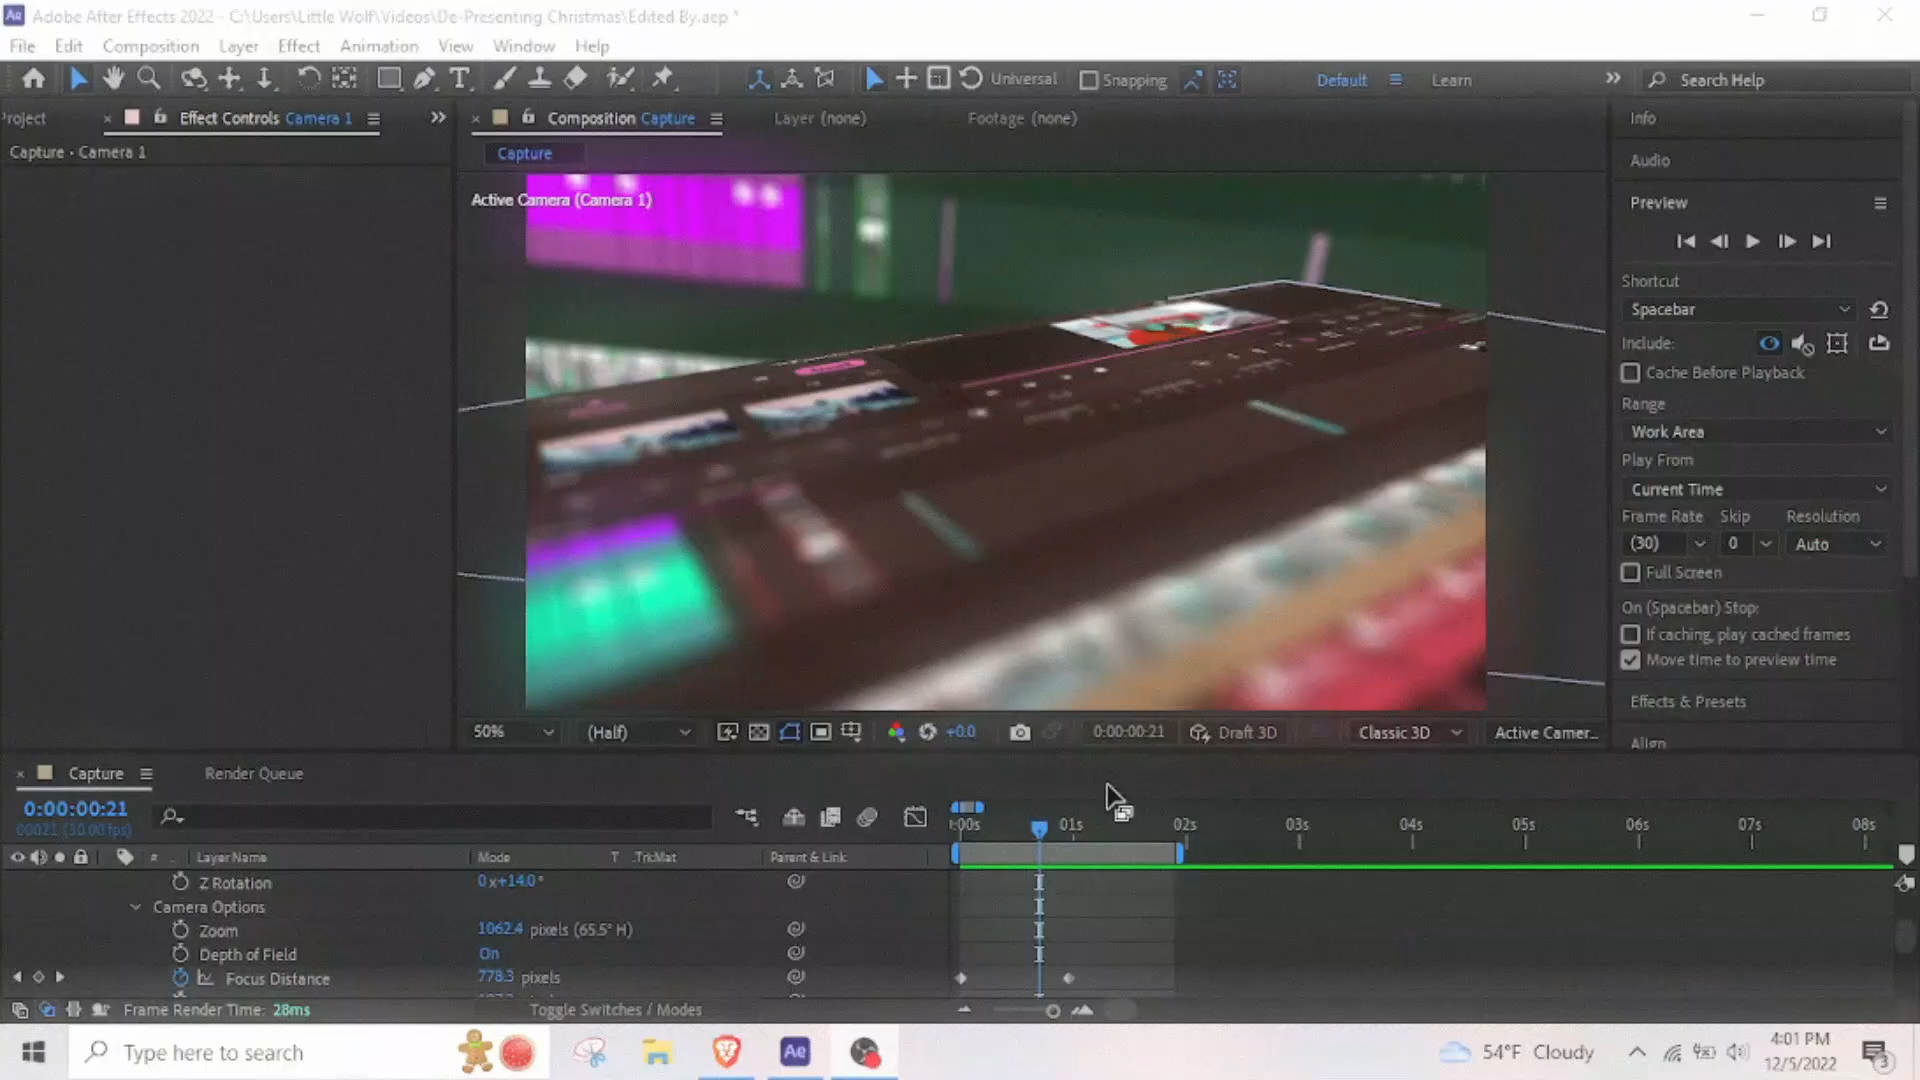 Adobe After Effects 2022 - C:\Users\Little Wolf\Videos\De-Presenting Christmas\Edited By.aep *
File Edit Composition Layer Effect Animation View Window Help
Universal Snapping Default Learn Search Help
roject Effect Controls Camera 1 Composition Capture Layer (none) Footage (none) Info
Capture • Camera 1
Capture
Audio
Active Camera (Camera 1)
Preview
Shortcut
Spacebar
Include:
Cache Before Playback
Range
Work Area
Play From
Current Time
Frame Rate Skip Resolution
(30) 0 Auto
Full Screen
On (Spacebar) Stop:
If caching, play cached frames
Move time to preview time
Effects & Presets
Align
50% (Half) +0.0 0:00:00:21 Draft 3D Classic 3D Active Camer...
Capture Render Queue
0:00:00:21
00021 (30.00 fps)
:00s 01s 02s 03s 04s 05s 06s 07s 08s
# Layer Name Mode T .TrkMat Parent & Link
Z Rotation 0x+14.0°
Camera Options
Zoom 1062.4 pixels (65.5° H)
Depth of Field On
Focus Distance 778.3 pixels
Frame Render Time: 28ms Toggle Switches / Modes
Type here to search Ae 54°F Cloudy 4:01 PM
12/5/2022 3